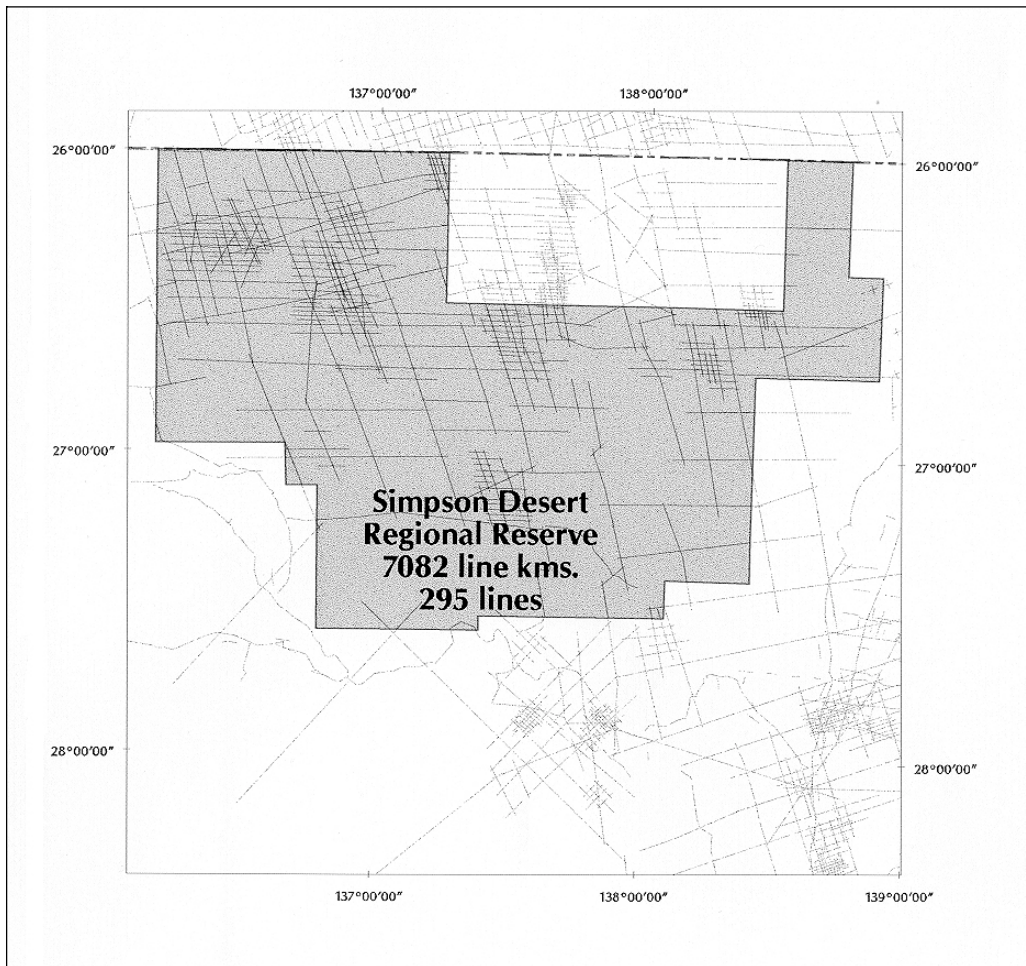 137°00'00" 138°00'00"
26°00'00" 26°00'00"
27°00'00" 27°00'00"
Simpson Desert
Regional Reserve
7082 line kms.
295 lines
28°00'00" 28°00'00"
137°00'00" 138°00'00" 139°00'00"